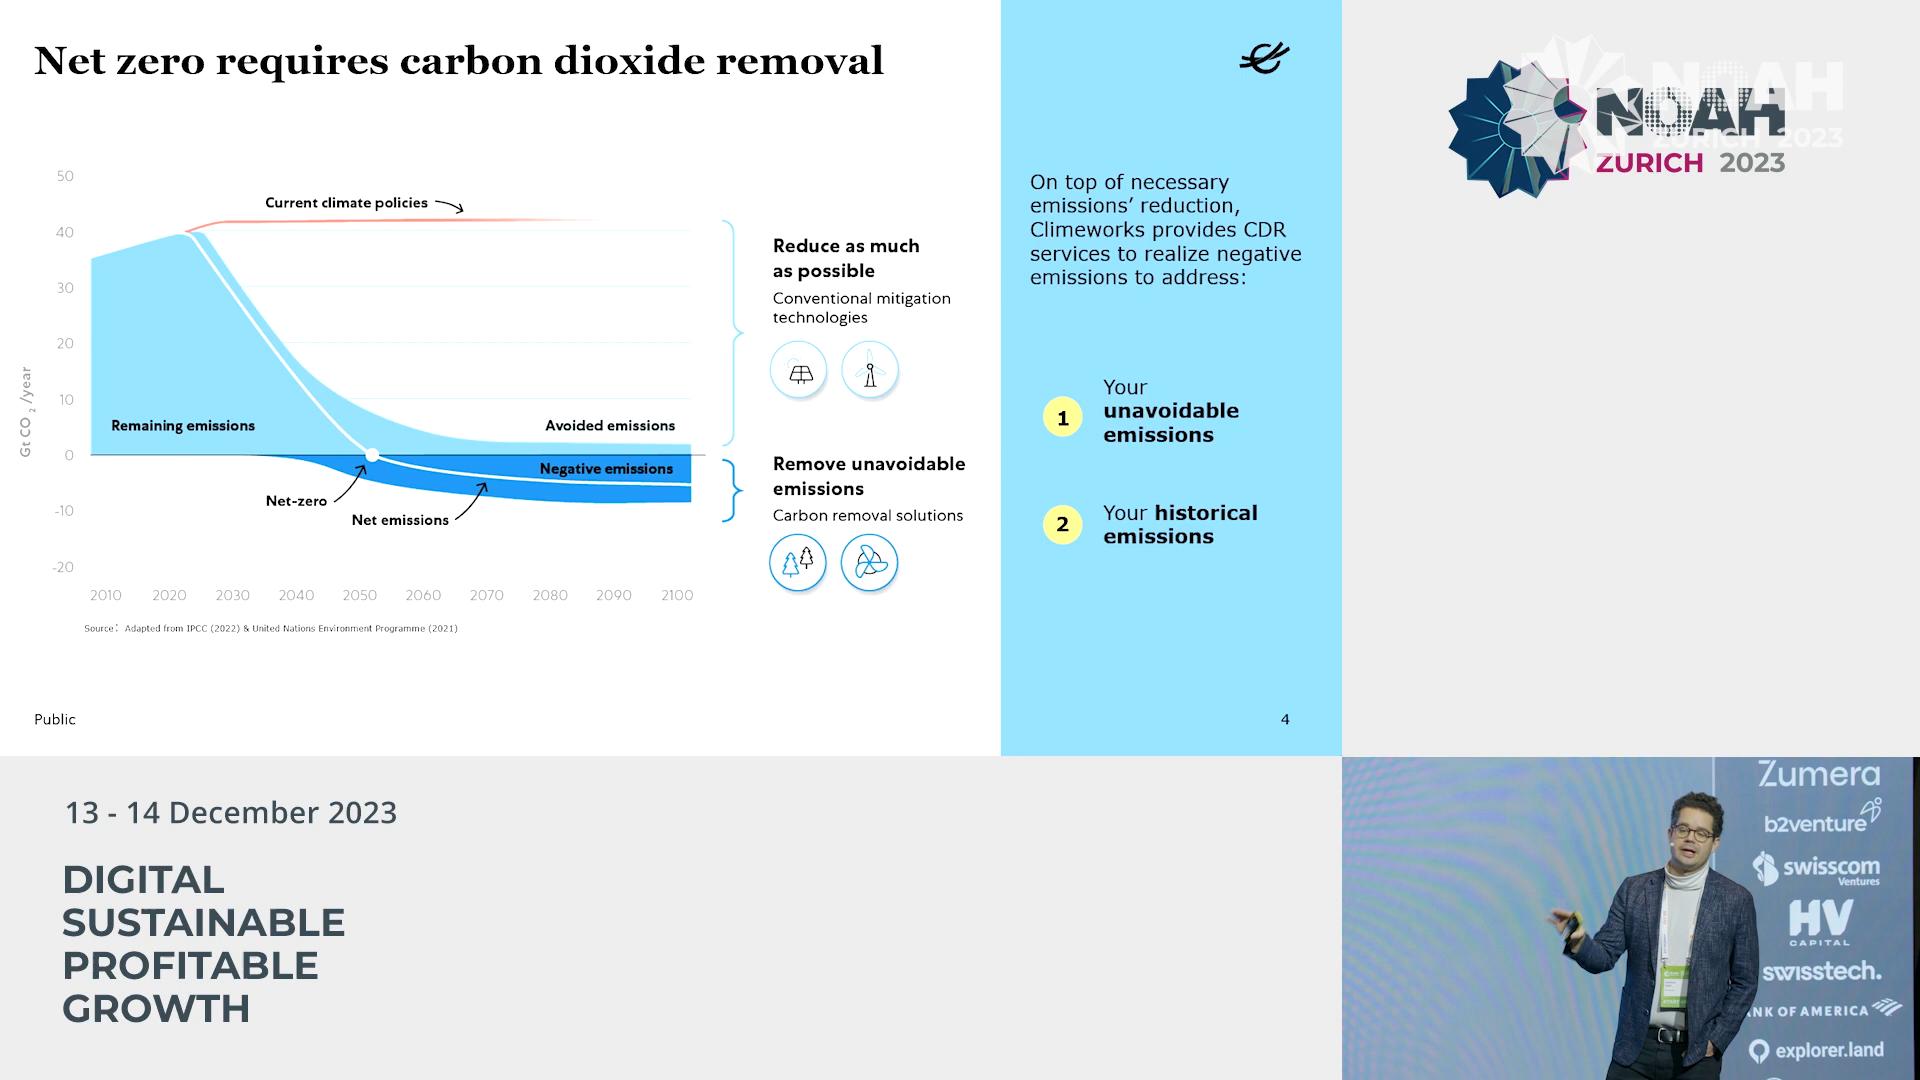 Net zero requires carbon dioxide removal
50
40
30
20
10
0
-10
-20
Gt CO2 /year
Current climate policies
Remaining emissions
Avoided emissions
Negative emissions
Net-zero
Net emissions
2010 2020 2030 2040 2050 2060 2070 2080 2090 2100
Source: Adapted from IPCC (2022) & United Nations Environment Programme (2021)
Reduce as much
as possible
Conventional mitigation
technologies
Remove unavoidable
emissions
Carbon removal solutions
Public
On top of necessary
emissions’ reduction,
Climeworks provides CDR
services to realize negative
emissions to address:
1
Your
unavoidable
emissions
2
Your historical
emissions
4
NOAH
ZURICH 2023
NOAH
ZURICH 2023
13 - 14 December 2023
DIGITAL
SUSTAINABLE
PROFITABLE
GROWTH
Zumera
b2venture
swisscom
Ventures
HV
CAPITAL
swisstech.
NK OF AMERICA
explorer.land